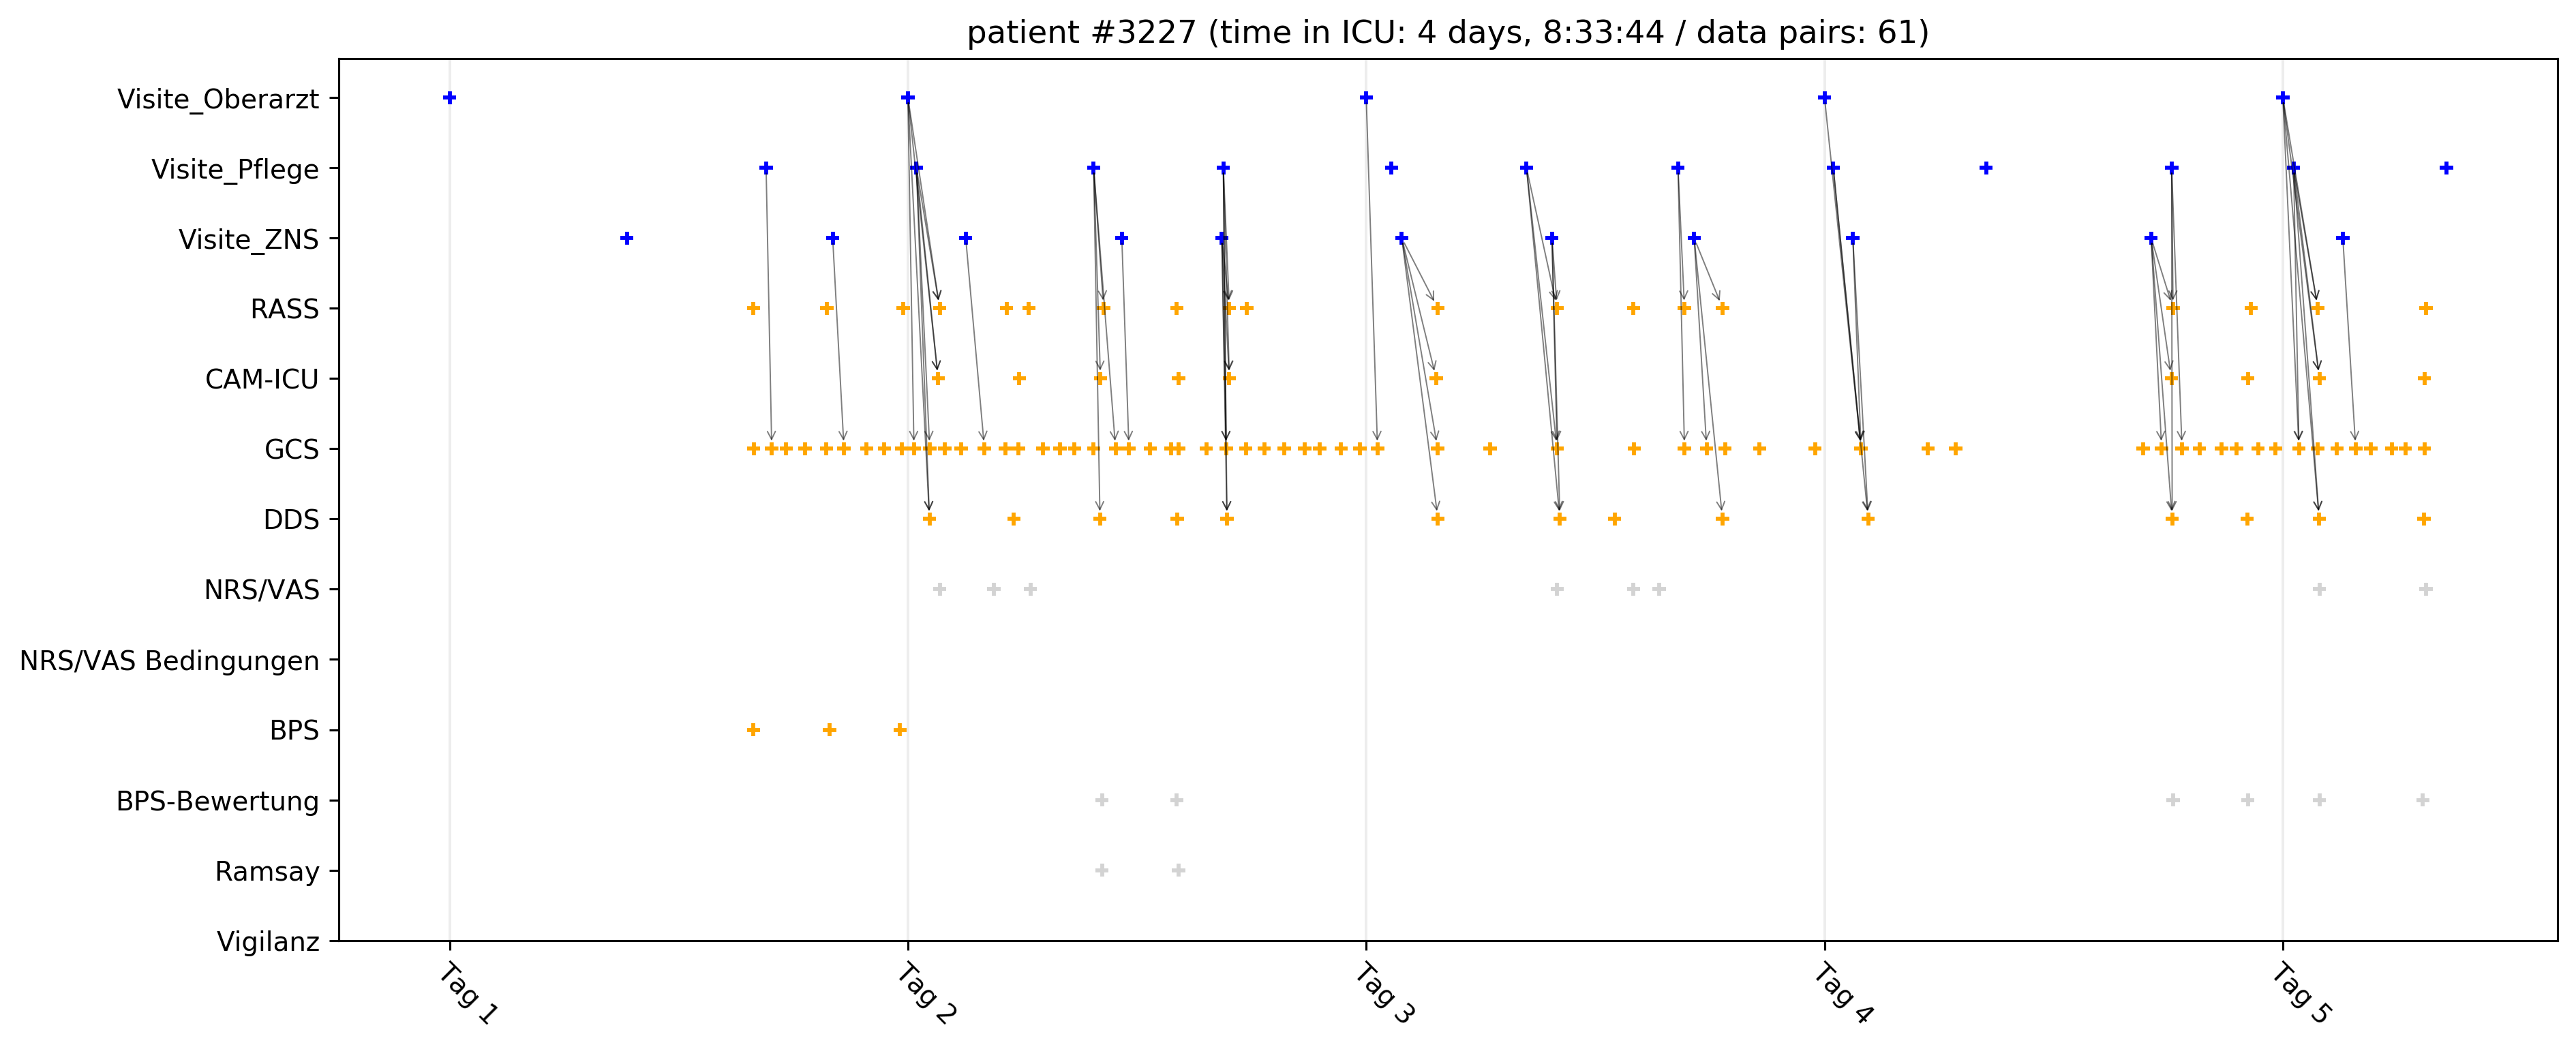 patient #3227 (time in ICU: 4 days, 8:33:44 / data pairs: 61)
Visite_Oberarzt
Visite_Pflege
Visite_ZNS
RASS
CAM-ICU
GCS
DDS
NRS/VAS
NRS/VAS Bedingungen
BPS
BPS-Bewertung
Ramsay
Vigilanz
Tag 1
Tag 2
Tag 3
Tag 4
Tag 5